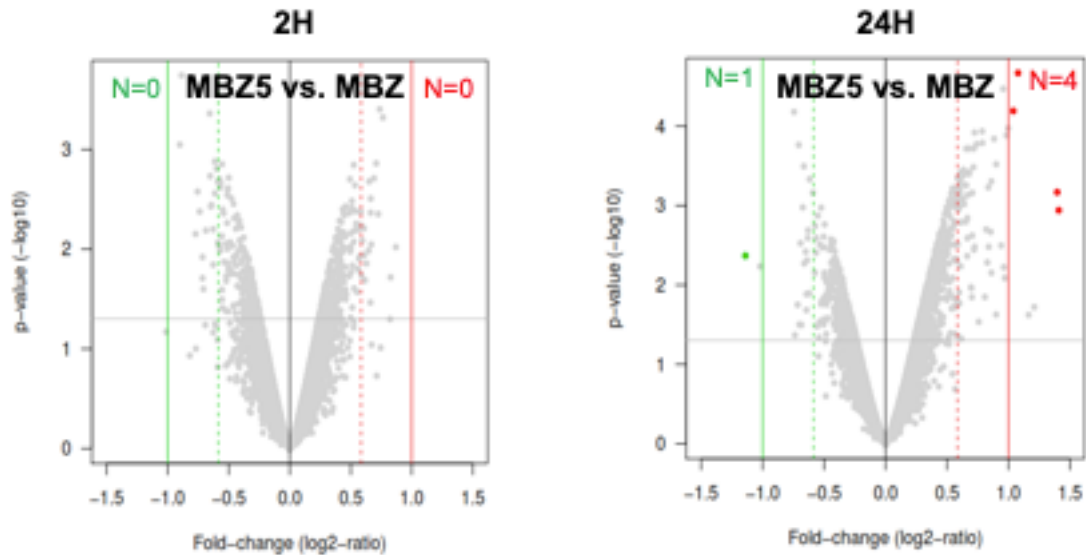 2H
N=0
MBZ5 vs. MBZ
N=0
3
2
1
0
p-value (-log10)
-1.5 -1.0 -0.5 0.0 0.5 1.0 1.5
Fold-change (log2-ratio)
24H
N=1
MBZ5 vs. MBZ
N=4
4
3
2
1
0
p-value (-log10)
-1.5 -1.0 -0.5 0.0 0.5 1.0 1.5
Fold-change (log2-ratio)